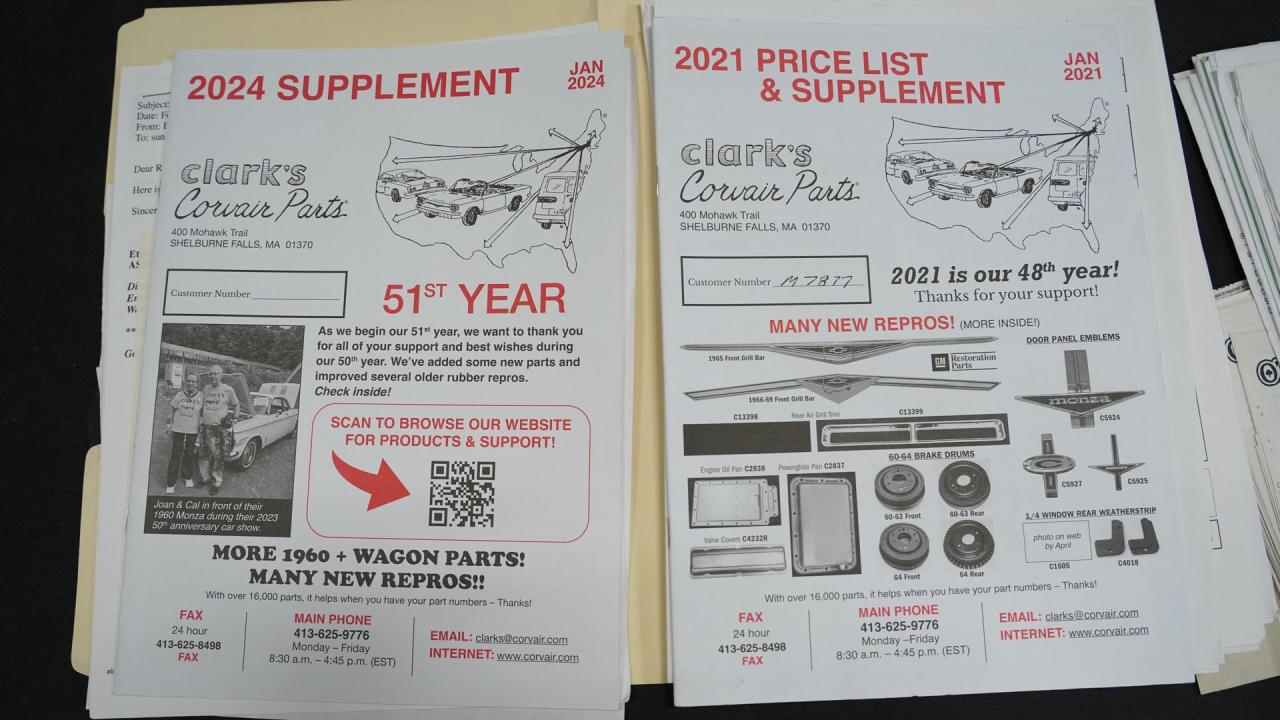 Subject:
Date:
From:
To: sun
Dear R
Here is
Sincer
2024 SUPPLEMENT
JAN
2024
clark's
Corvair Parts
400 Mohawk Trail
SHELBURNE FALLS, MA 01370
Customer Number
51ST YEAR
As we begin our 51st year, we want to thank you
for all of your support and best wishes during
our 50th year. We've added some new parts and
improved several older rubber repros.
Check inside!
SCAN TO BROWSE OUR WEBSITE
FOR PRODUCTS & SUPPORT!
Joan & Cal in front of their
1960 Monza during their 2023
50th anniversary car show.
MORE 1960 + WAGON PARTS!
MANY NEW REPROS!!
With over 16,000 parts, it helps when you have your part numbers – Thanks!
FAX
24 hour
413-625-8498
FAX
MAIN PHONE
413-625-9776
Monday –Friday
8:30 a.m. – 4:45 p.m. (EST)
EMAIL: clarks@corvair.com
INTERNET: www.corvair.com
2021 PRICE LIST
& SUPPLEMENT
JAN
2021
clark's
Corvair Parts
400 Mohawk Trail
SHELBURNE FALLS, MA 01370
Customer Number M7877
2021 is our 48th year!
Thanks for your support!
MANY NEW REPROS! (MORE INSIDE!)
1965 Front Grill Bar
GM Restoration
Parts
1966-69 Front Grill Bar
DOOR PANEL EMBLEMS
monza
C5924
C13398
Rear Air Grill Trim
C13399
C5927
C5925
Engine Oil Pan C2838
Powerglide Pan C2837
60-64 BRAKE DRUMS
60-63 Front
60-63 Rear
64 Front
64 Rear
Valve Covers C4232R
1/4 WINDOW REAR WEATHERSTRIP
photo on web
by April
C1605
C4018
With over 16,000 parts, it helps when you have your part numbers – Thanks!
FAX
24 hour
413-625-8498
FAX
MAIN PHONE
413-625-9776
Monday –Friday
8:30 a.m. – 4:45 p.m. (EST)
EMAIL: clarks@corvair.com
INTERNET: www.corvair.com